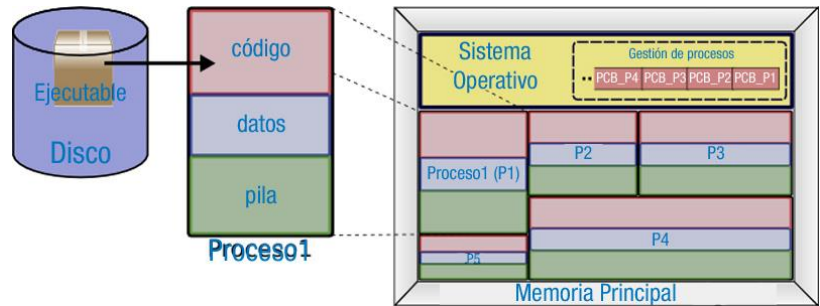 Ejecutable
Disco
código
datos
pila
Proceso1
Sistema
Operativo
Gestión de procesos
•• PCB_P4 PCB_P3 PCB_P2 PCB_P1
Proceso1 (P1)
P2
P3
P4
P5
Memoria Principal